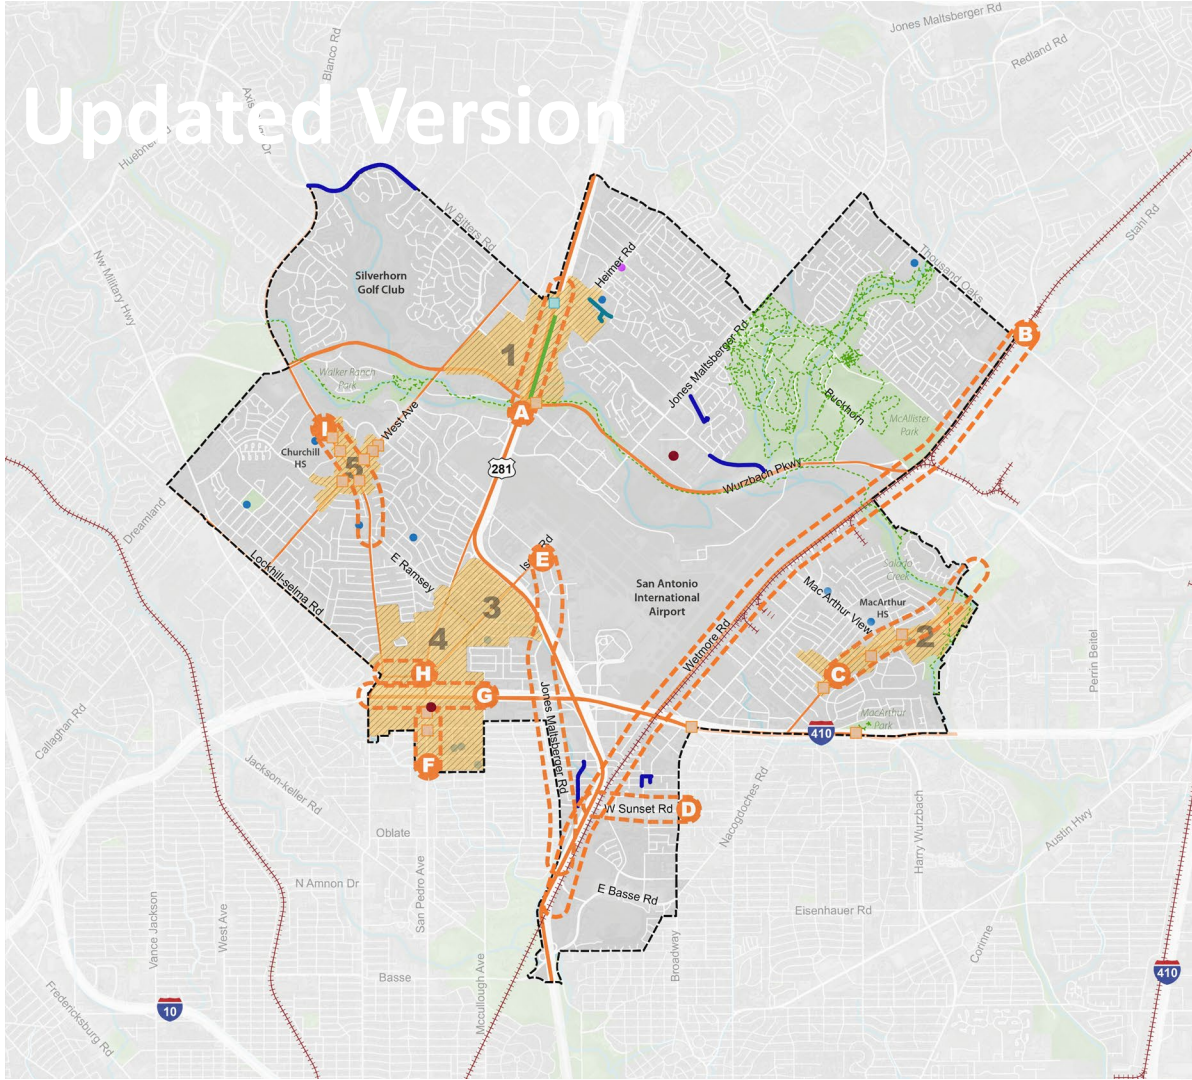 Jones Maltsberger Rd
Redland Rd
Blanco Rd
Updated Version
Huebner Rd
Stahl Rd
W Bitters Rd
Heimer Rd
Thousand Oaks
Nw Military Hwy
Silverhorn
Golf Club
1
B
Walker Ranch
Park
Jones Maltsberger Rd
Buckhorn
McAllister
Park
A
West Ave
I
Churchill
HS
5
281
Wurzbach Pkwy
Dreamland
Lockhill-selma Rd
E Ramsey
E
San Antonio
International
Airport
Salado
Creek
Mac Arthur View
MacArthur
HS
3
4
2
Wetmore Rd
Perrin Beitel
H
G
C
Jones Maltsberger Rd
MacArthur
Park
410
Callaghan Rd
F
Jackson-keller Rd
W Sunset Rd
D
Nacogdoches Rd
Harry Wurzbach
Austin Hwy
Oblate
N Amnon Dr
San Pedro Ave
E Basse Rd
Vance Jackson
West Ave
Eisenhauer Rd
Broadway
Corinne
Basse
Mccullough Ave
410
10
Fredericksburg Rd